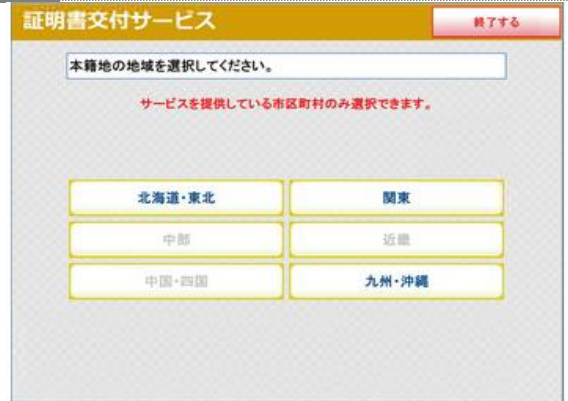 証明書交付サービス
終了する
本籍地の地域を選択してください。
サービスを提供している市区町村のみ選択できます。
北海道・東北
関東
中部
近畿
中国・四国
九州・沖縄